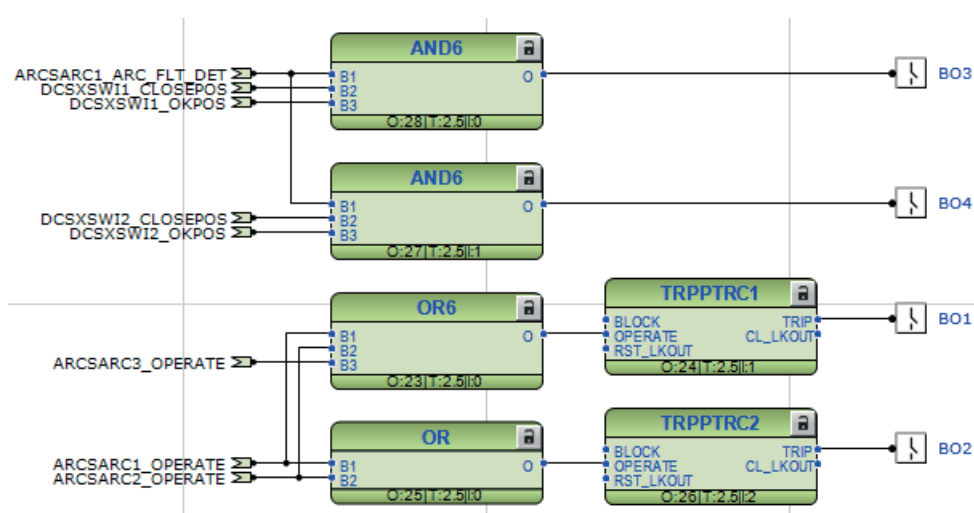 AND6
ARCSARC1_ARC_FLT_DET B1 O BO3
DCSXSWI1_CLOSEPOS B2
DCSXSWI1_OKPOS B3
O:28|T:2.5|I:0
AND6
B1 O BO4
DCSXSWI2_CLOSEPOS B2
DCSXSWI2_OKPOS B3
O:27|T:2.5|I:1
OR6 TRPPTRC1
BLOCK TRIP BO1
B1 O OPERATE CL_LKOUT
B2 RST_LKOUT
ARCSARC3_OPERATE B3
O:23|T:2.5|I:0 O:24|T:2.5|I:1
OR TRPPTRC2
BLOCK TRIP BO2
ARCSARC1_OPERATE B1 O OPERATE CL_LKOUT
ARCSARC2_OPERATE B2 RST_LKOUT
O:25|T:2.5|I:0 O:26|T:2.5|I:2